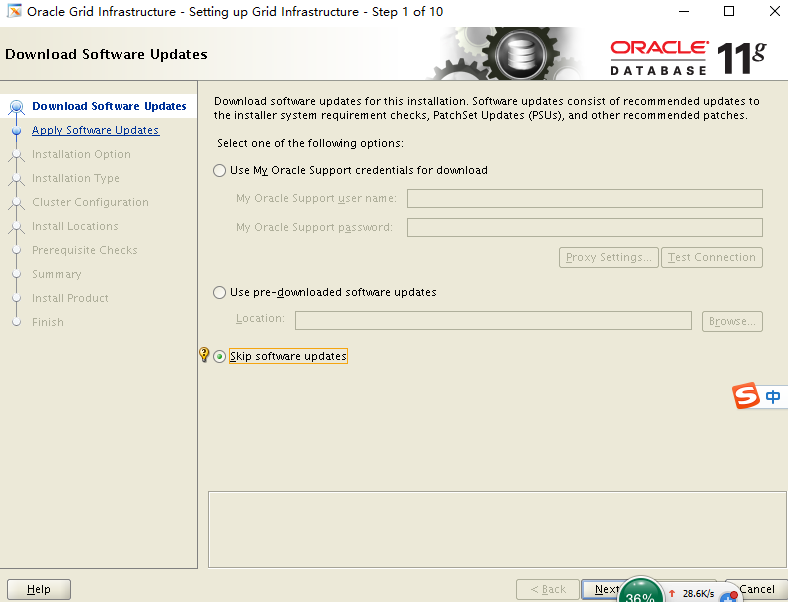 Oracle Grid Infrastructure - Setting up Grid Infrastructure - Step 1 of 10
Download Software Updates
ORACLE
DATABASE 11g
Download Software Updates
Apply Software Updates
Installation Option
Installation Type
Cluster Configuration
Install Locations
Prerequisite Checks
Summary
Install Product
Finish
Download software updates for this installation. Software updates consist of recommended updates to
the installer system requirement checks, PatchSet Updates (PSUs), and other recommended patches.
Select one of the following options:
Use My Oracle Support credentials for download
My Oracle Support user name:
My Oracle Support password:
Proxy Settings...
Test Connection
Use pre-downloaded software updates
Location:
Browse...
Skip software updates
中
Help
< Back
Next
36%
28.6K/s
Cancel